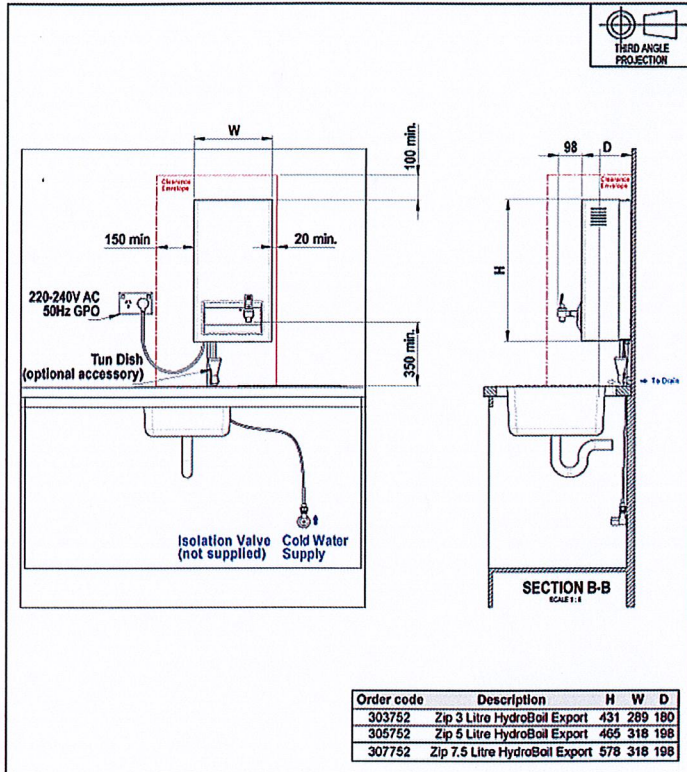 THIRD ANGLE
PROJECTION
W
100 min.
98
D
Clearance
Envelope
Clearance
Envelope
150 min
20 min.
H
220-240V AC
50Hz GPO
Tun Dish
(optional accessory)
350 min.
To Drain
Isolation Valve
(not supplied)
Cold Water
Supply
SECTION B-B
SCALE 1 : 8
Order code Description H W D
303752 Zip 3 Litre HydroBoil Export 431 289 180
305752 Zip 5 Litre HydroBoil Export 465 318 198
307752 Zip 7.5 Litre HydroBoil Export 578 318 198